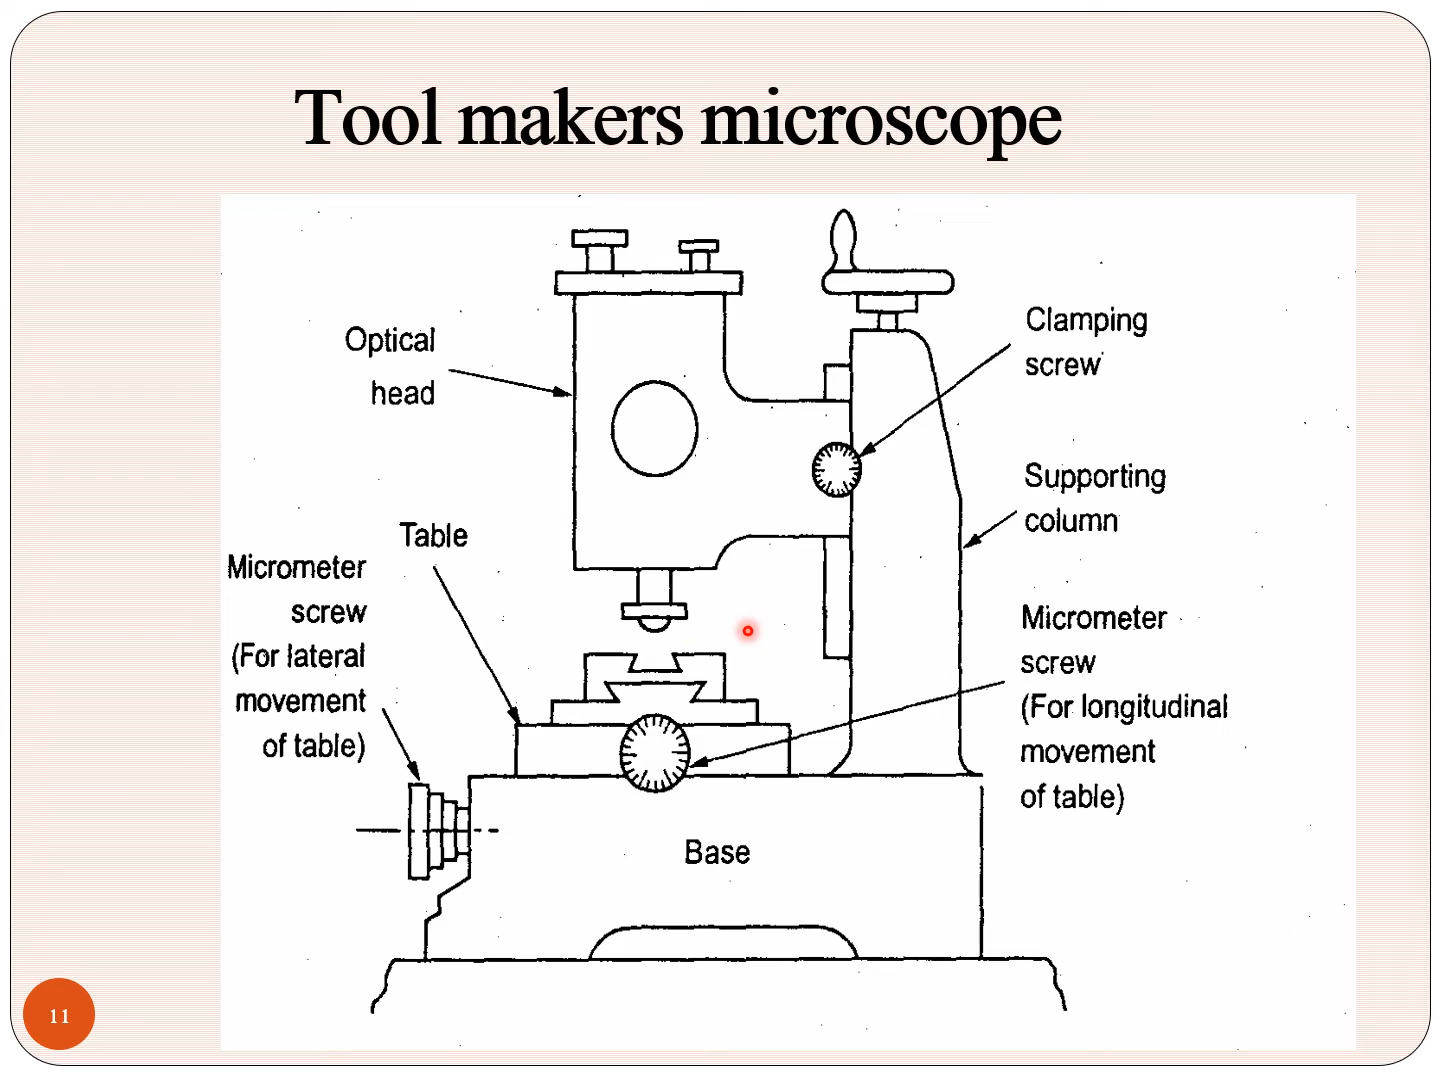 Tool makers microscope
Optical
head
Clamping
screw
Supporting
column
Table
Micrometer
screw
(For lateral
movement
of table)
Micrometer
screw
(For longitudinal
movement
of table)
Base
11